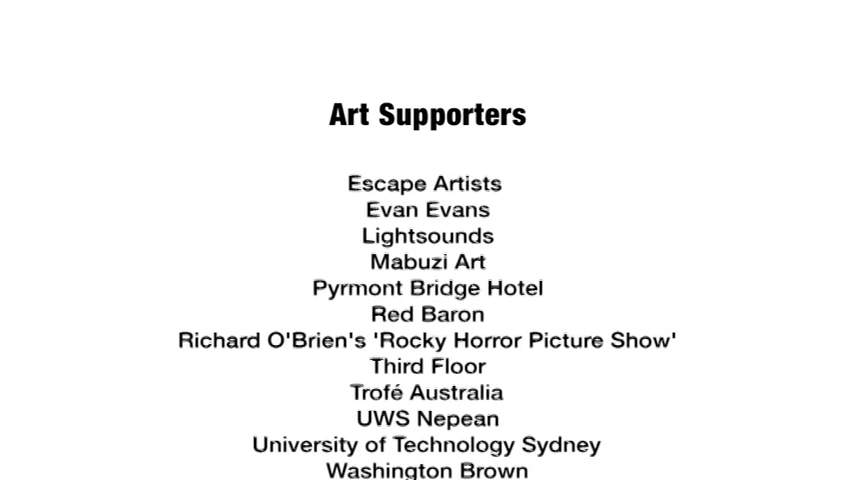 Art Supporters
Escape Artists
Evan Evans
Lightsounds
Mabuzi Art
Pyrmont Bridge Hotel
Red Baron
Richard O'Brien's 'Rocky Horror Picture Show'
Third Floor
Trofé Australia
UWS Nepean
University of Technology Sydney
Washington Brown